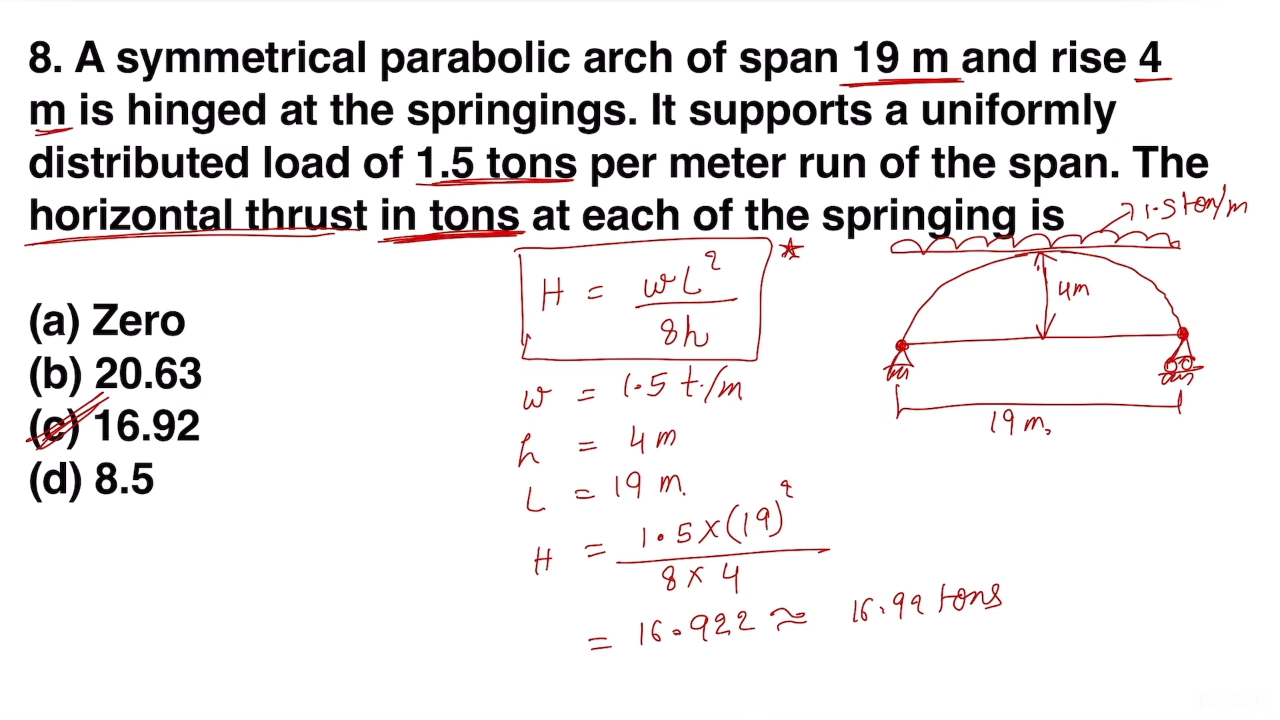 8. A symmetrical parabolic arch of span 19 m and rise 4
m is hinged at the springings. It supports a uniformly
distributed load of 1.5 tons per meter run of the span. The
horizontal thrust in tons at each of the springing is
(a) Zero
(b) 20.63
(c) 16.92
(d) 8.5
H = wL²
8h
w = 1.5 t./m
h = 4 m
L = 19 m.
H = 1.5 x (19)²
8 x 4
= 16.922 ≈ 16.92 tons
1.5 ton/m
4m
19 m.